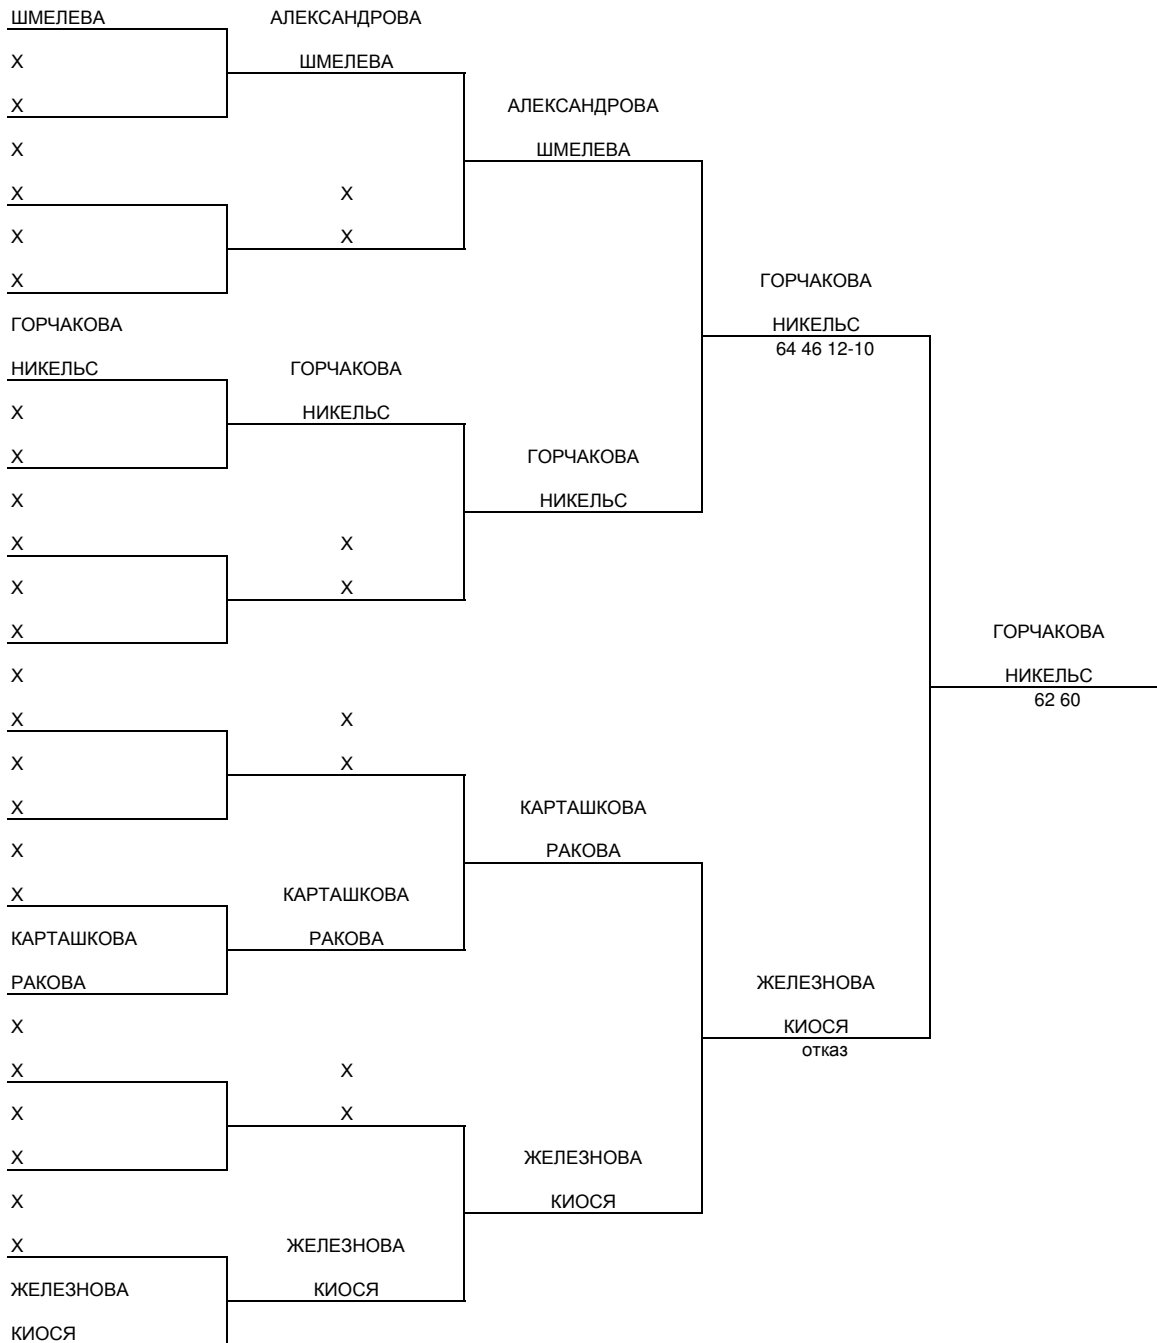 ШМЕЛЕВА
Х
Х
Х
Х
Х
Х
ГОРЧАКОВА
НИКЕЛЬС
Х
Х
Х
Х
Х
Х
Х
Х
Х
Х
Х
Х
КАРТАШКОВА
РАКОВА
Х
Х
Х
Х
Х
Х
ЖЕЛЕЗНОВА
КИОСЯ
АЛЕКСАНДРОВА
ШМЕЛЕВА
Х
Х
ГОРЧАКОВА
НИКЕЛЬС
Х
Х
Х
Х
КАРТАШКОВА
РАКОВА
Х
Х
ЖЕЛЕЗНОВА
КИОСЯ
АЛЕКСАНДРОВА
ШМЕЛЕВА
ГОРЧАКОВА
НИКЕЛЬС
КАРТАШКОВА
РАКОВА
ЖЕЛЕЗНОВА
КИОСЯ
ГОРЧАКОВА
НИКЕЛЬС
64 46 12-10
ЖЕЛЕЗНОВА
КИОСЯ
отказ
ГОРЧАКОВА
НИКЕЛЬС
62 60